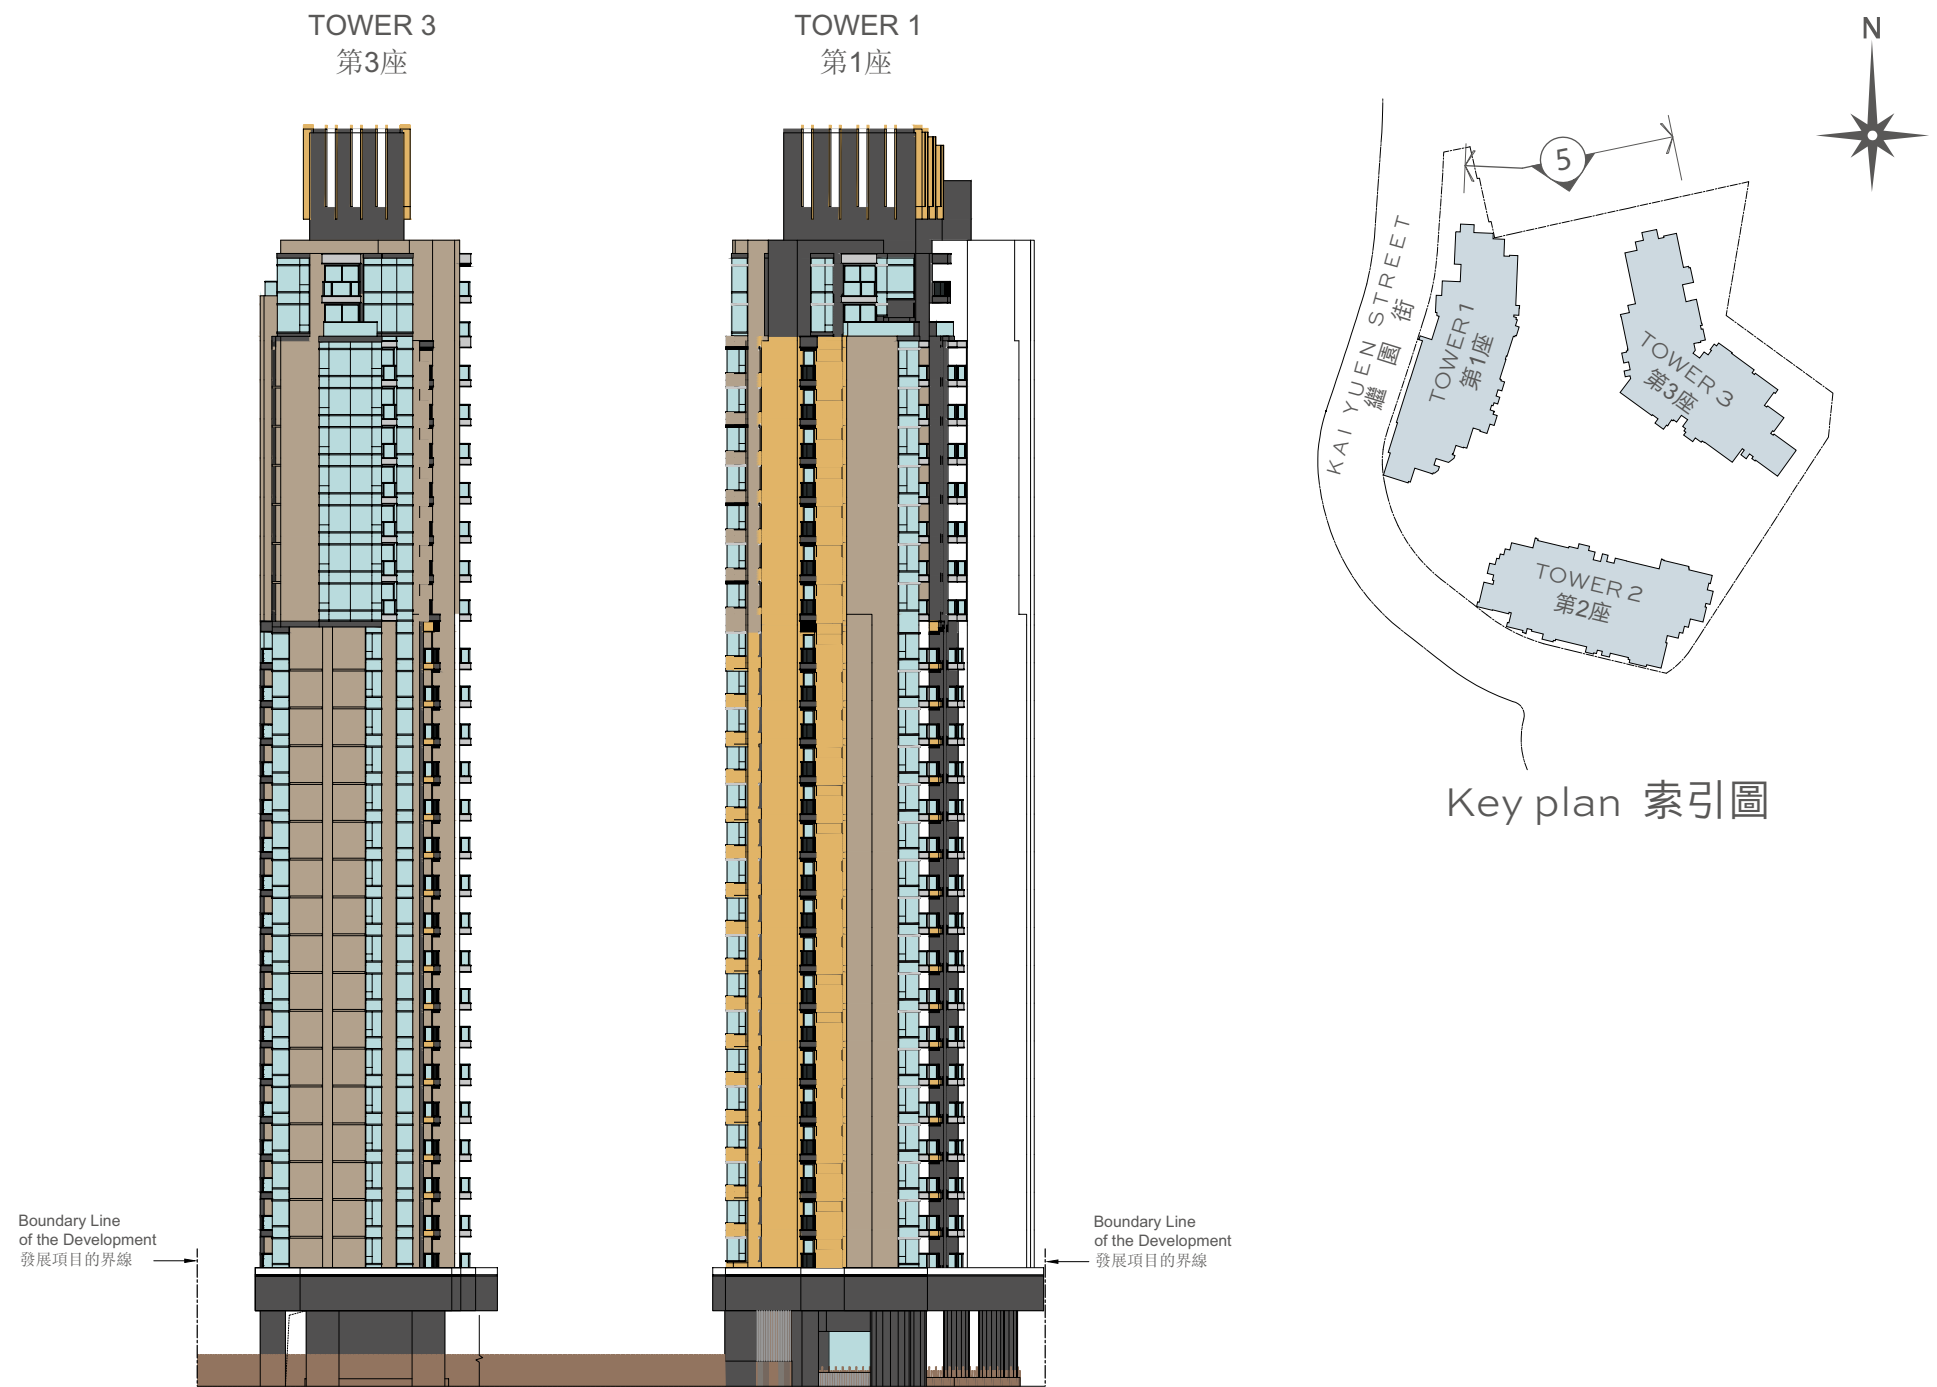 TOWER 3
第3座
TOWER 1
第1座
N
5
KAI YUEN STREET
繼園街
TOWER 1
第1座
TOWER 3
第3座
TOWER 2
第2座
Key plan 索引圖
Boundary Line
of the Development
發展項目的界線
Boundary Line
of the Development
發展項目的界線